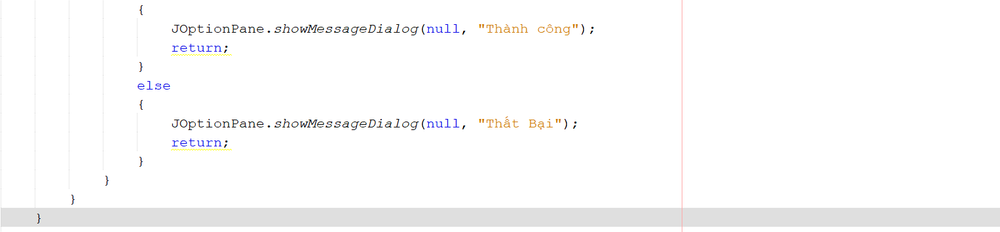 {
JOptionPane.showMessageDialog(null, "Thành công");
return;
}
else
{
JOptionPane.showMessageDialog(null, "Thất Bại");
return;
}
}
}
}